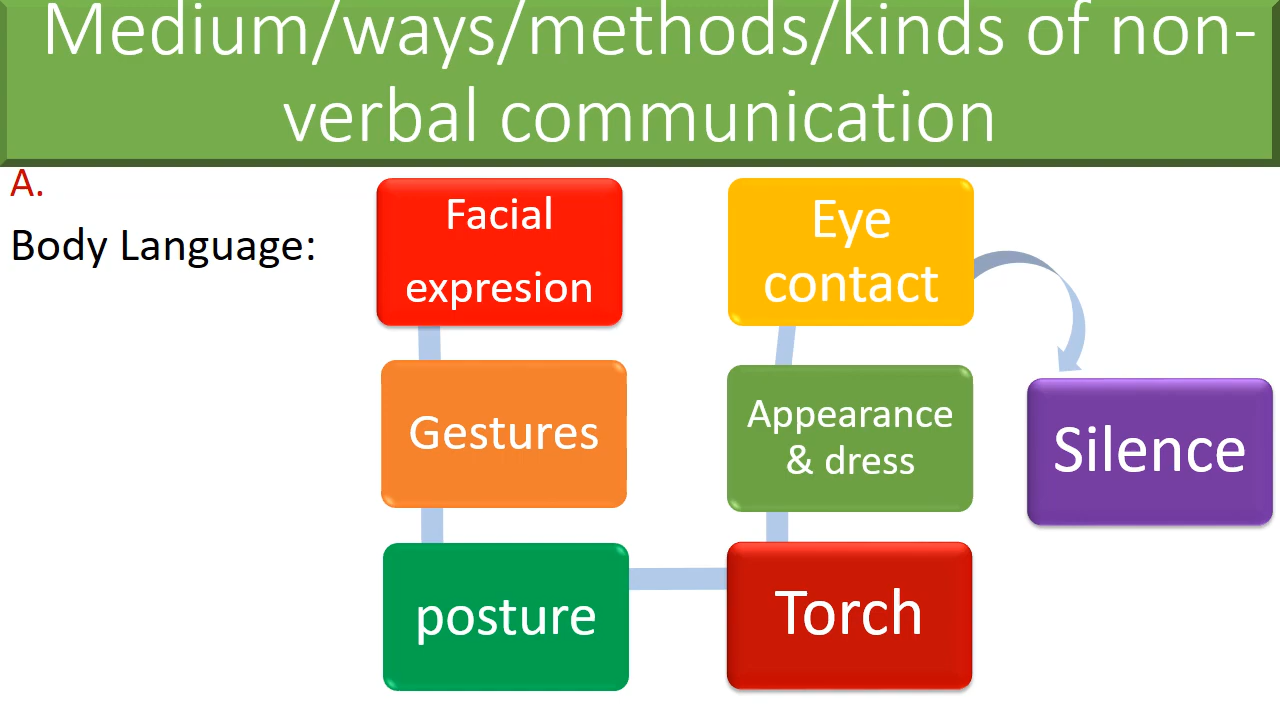 Medium/ways/methods/kinds of non-
verbal communication
A.
Body Language:
Facial
expresion
Gestures
posture
Torch
Appearance
& dress
Eye
contact
Silence